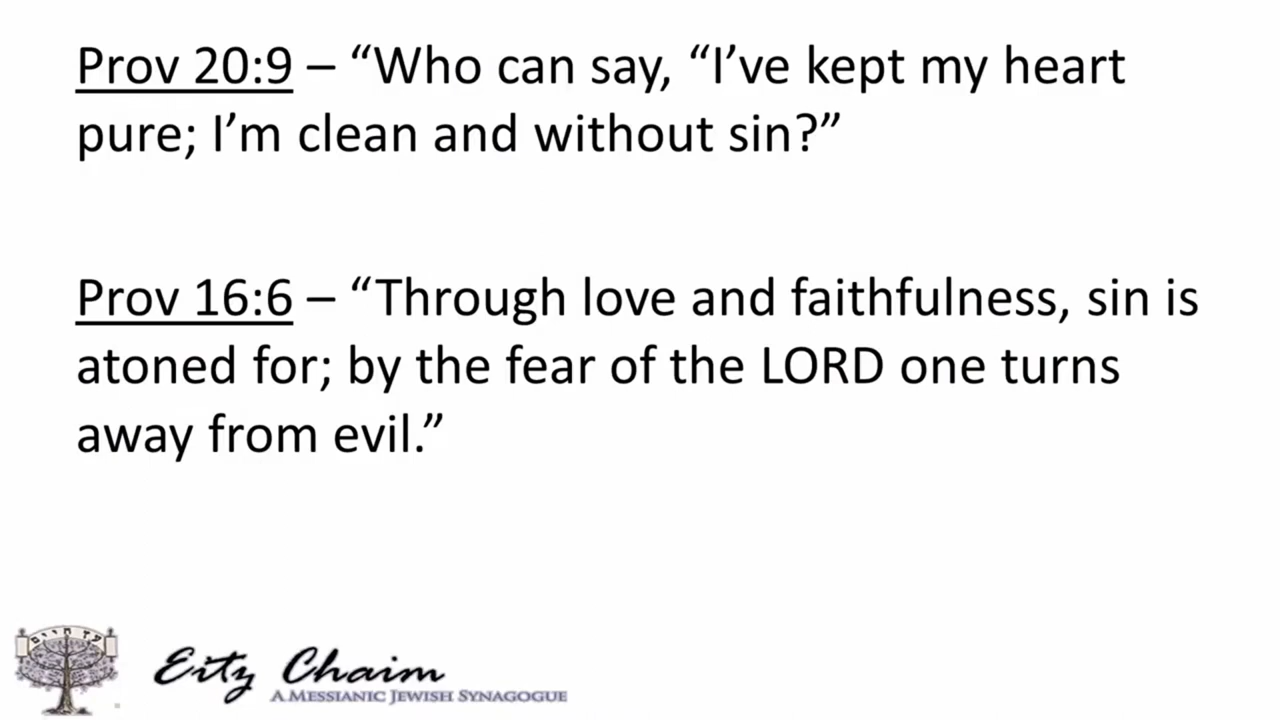 Prov 20:9 – “Who can say, “I’ve kept my heart
pure; I’m clean and without sin?”
Prov 16:6 – “Through love and faithfulness, sin is
atoned for; by the fear of the LORD one turns
away from evil.”
עץ חיים
Eitz Chaim
A Messianic Jewish Synagogue